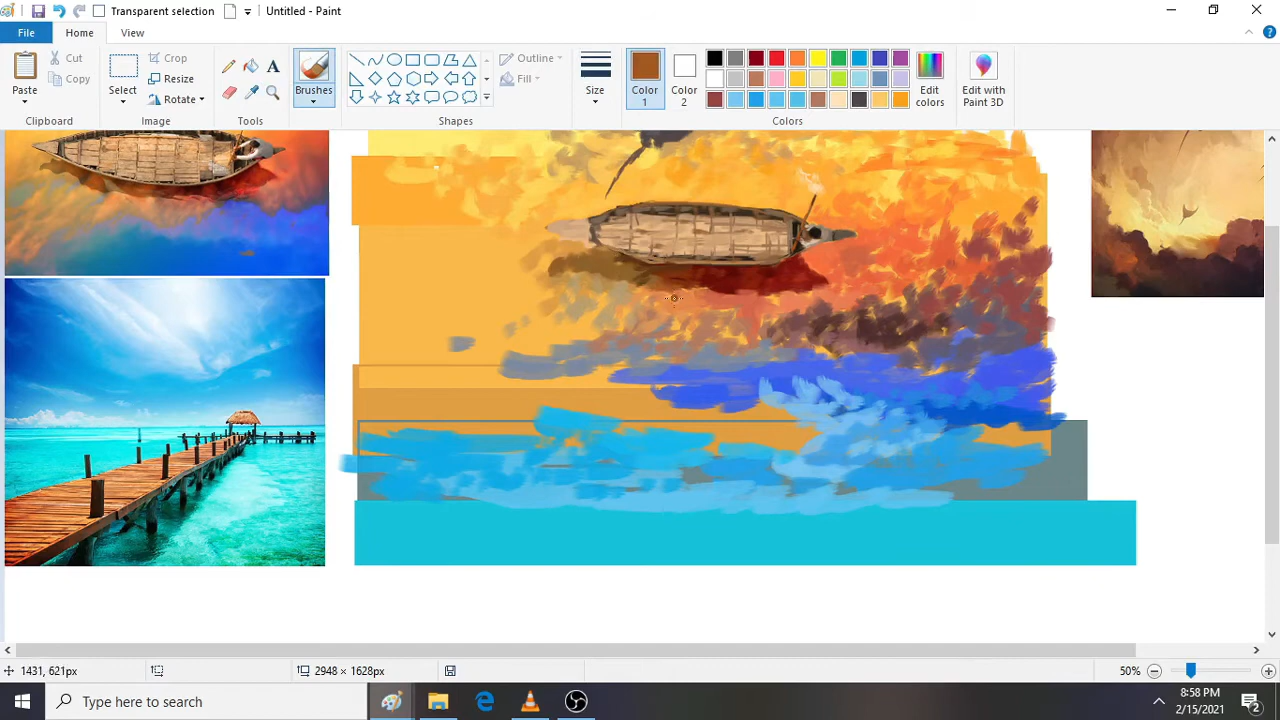 Transparent selection
Untitled - Paint
File
Home
View
Paste
Cut
Copy
Clipboard
Select
Crop
Resize
Rotate
Image
A
Tools
Brushes
Outline
Fill
Shapes
Size
Color
1
Color
2
Edit
colors
Edit with
Paint 3D
Colors
1431, 621px
2948 × 1628px
50%
Type here to search
8:58 PM
2/15/2021
2